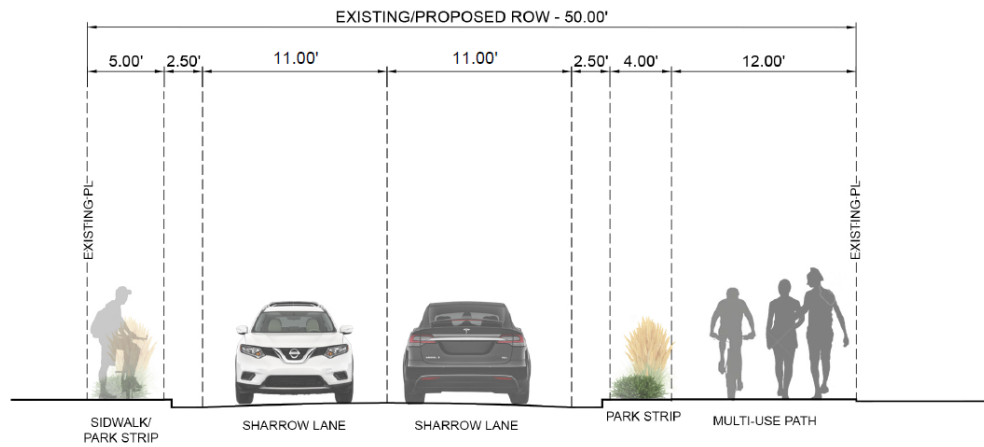 EXISTING/PROPOSED ROW - 50.00'
5.00'
2.50'
11.00'
11.00'
2.50'
4.00'
12.00'
EXISTING PL
EXISTING PL
SIDWALK/
PARK STRIP
SHARROW LANE
SHARROW LANE
PARK STRIP
MULTI-USE PATH